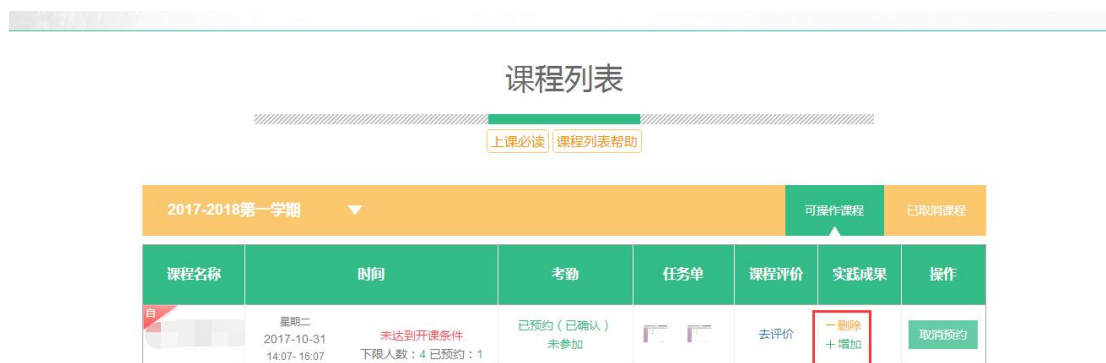 课程列表
上课必读 课程列表帮助
2017-2018第一学期 可操作课程 已取消课程
课程名称 时间 考勤 任务单 课程评价 实践成果 操作
自
星期二
2017-10-31
14:07-16:07
未达到开课条件
下限人数：4 已预约：1
已预约（已确认）
未参加
去评价
一删除
＋增加
取消预约